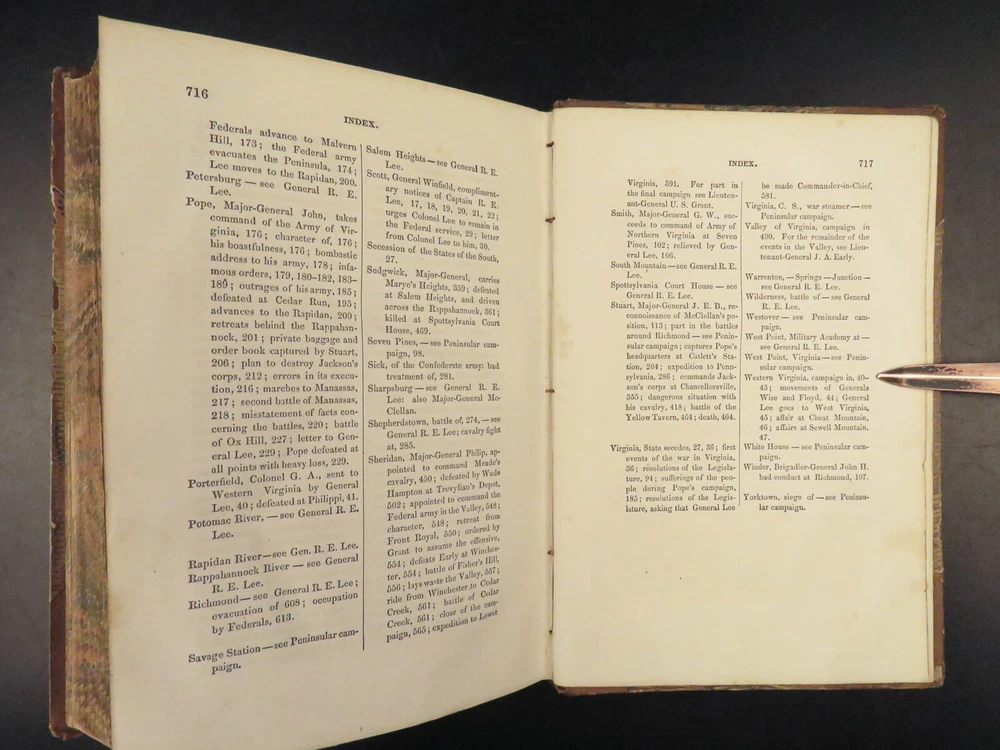 716
INDEX.
Federals advance to Malvern
Hill, 173; the Federal army
evacuates the Peninsula, 174;
Lee moves to the Rapidan, 200.
Petersburg — see General R. E.
Lee.
Pope, Major-General John, takes
command of the Army of Vir-
ginia, 176; character of, 176;
his boastfulness, 176; bombastic
address to his army, 178; infa-
mous orders, 179, 180-182, 183-
189; outrages of his army, 185;
defeated at Cedar Run, 195;
advances to the Rapidan, 200;
retreats behind the Rappahan-
nock, 201; private baggage and
order book captured by Stuart,
206; plan to destroy Jackson's
corps, 212; errors in its execu-
tion, 216; marches to Manassas,
217; second battle of Manassas,
218; misstatement of facts con-
cerning the battles, 220; battle
of Ox Hill, 227; letter to Gen-
eral Lee, 229; Pope defeated at
all points with heavy loss, 229.
Porterfield, Colonel G. A., sent to
Western Virginia by General
Lee, 40; defeated at Philippi, 41.
Potomac River, — see General R. E.
Lee.
Rapidan River—see Gen. R. E. Lee.
Rappahannock River — see General
R. E. Lee.
Richmond— see General R. E. Lee;
evacuation of 608; occupation
by Federals, 613.
Savage Station—see Peninsular cam-
paign.
Salem Heights—see General R. E.
Lee.
Scott, General Winfield, compliment-
ary notices of Captain R. E.
Lee, 17, 18, 19, 20, 21, 22;
urges Colonel Lee to remain in
the Federal service, 29; letter
from Colonel Lee to him, 30.
Secession of the States of the South,
27.
Sedgwick, Major-General, carries
Marye's Heights, 359; defeated
at Salem Heights, and driven
across the Rappahannock, 361;
killed at Spottsylvania Court
House, 469.
Seven Pines, — see Peninsular cam-
paign, 98.
Sick, of the Confederate army: bad
treatment of, 281.
Sharpsburg — see General R. E.
Lee: also Major-General Mc-
Clellan.
Shepherdstown, battle of, 274,—see
General R. E. Lee; cavalry fight
at, 285.
Sheridan, Major-General Philip, ap-
pointed to command Meade's
cavalry, 450; defeated by Wade
Hampton at Trevylian's Depot,
502; appointed to command the
Federal army in the Valley, 548;
character, 548; retreat from
Front Royal, 550; ordered by
Grant to assume the offensive,
554; defeats Early at Winches-
ter, 554; battle of Fisher's Hill,
556; lays waste the Valley, 557;
ride from Winchester to Cedar
Creek, 561; battle of Cedar
Creek, 561; close of the cam-
paign, 565; expedition to Lower
INDEX.
717
Virginia, 591. For part in
the final campaign see Lieuten-
ant-General U. S. Grant.
Smith, Major-General G. W., suc-
ceeds to command of Army of
Northern Virginia at Seven
Pines, 102; relieved by Gen-
eral Lee, 106.
South Mountain—see General R. E.
Lee.
Spottsylvania Court House — see
General R. E. Lee.
Stuart, Major-General J. E. B., re-
connoissance of McClellan's po-
sition, 113; part in the battles
around Richmond — see Penin-
sular campaign; captures Pope's
headquarters at Catlett's Sta-
tion, 204; expedition to Penn-
sylvania, 286; commands Jack-
son's corps at Chancellorsville,
355; dangerous situation with
his cavalry, 418; battle of the
Yellow Tavern, 464; death, 464.
Virginia, State secedes, 27, 36; first
events of the war in Virginia,
36; resolutions of the Legisla-
ture, 94; sufferings of the peo-
ple during Pope's campaign,
185; resolutions of the Legis-
lature, asking that General Lee
be made Commander-in-Chief,
581.
Virginia, C. S., war steamer—see
Peninsular campaign.
Valley of Virginia, campaign in
490. For the remainder of the
events in the Valley, see Lieu-
tenant-General J. A. Early.
Warrenton, — Springs —Junction —
see General R. E. Lee.
Wilderness, battle of — see General
R. E. Lee.
Westover — see Peninsular cam-
paign.
West Point, Military Academy at —
see General R. E. Lee.
West Point, Virginia—see Penin-
sular campaign.
Western Virginia, campaign in, 40-
43; movements of Generals
Wise and Floyd, 44; General
Lee goes to West Virginia,
45; affair at Cheat Mountain,
46; affairs at Sewell Mountain,
47.
White House — see Peninsular cam-
paign.
Winder, Brigadier-General John H.
bad conduct at Richmond, 107.
Yorktown, siege of — see Peninsu-
lar campaign.